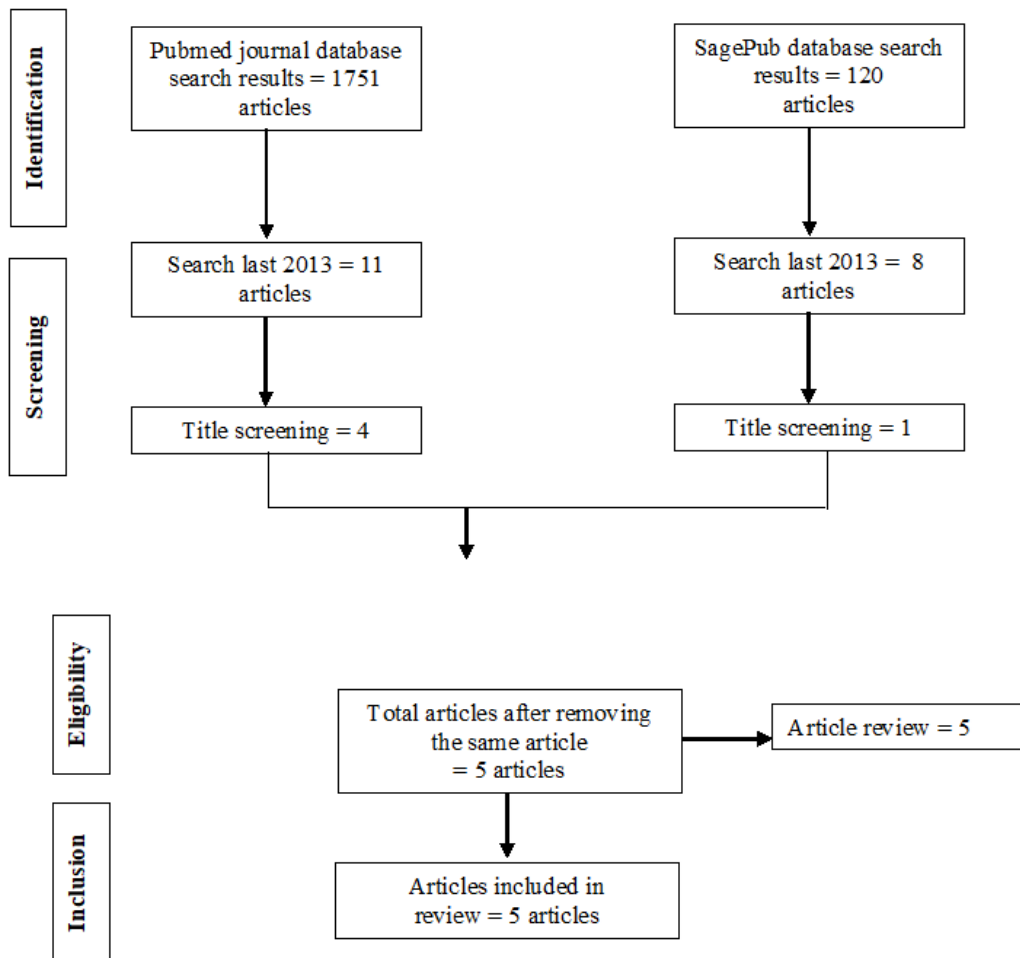 Identification
Pubmed journal database
search results = 1751
articles
SagePub database search
results = 120
articles
Screening
Search last 2013 = 11
articles
Search last 2013 = 8
articles
Title screening = 4
Title screening = 1
Eligibility
Total articles after removing
the same article
= 5 articles
Article review = 5
Inclusion
Articles included in
review = 5 articles